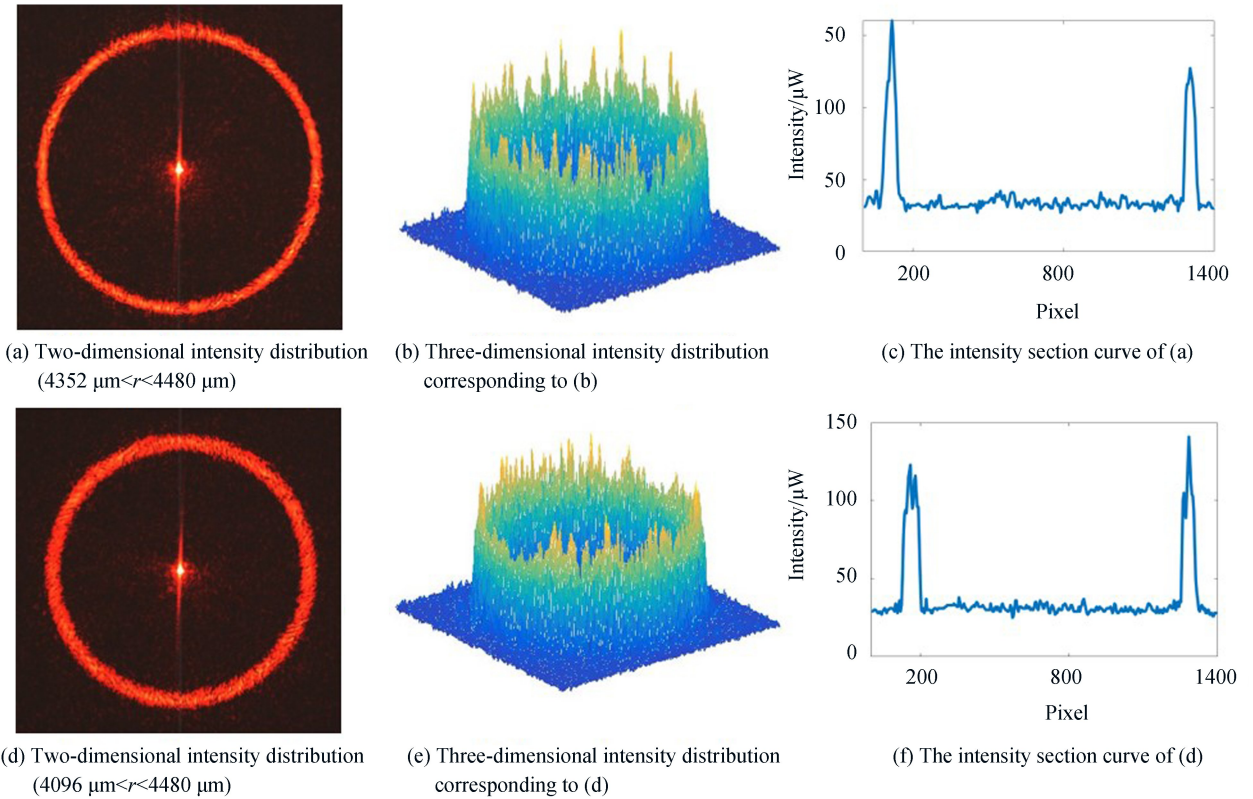 50
100
50
0
Intensity/μW
200
800
1400
Pixel
(a) Two-dimensional intensity distribution
(4352 μm<r<4480 μm)
(b) Three-dimensional intensity distribution
corresponding to (b)
(c) The intensity section curve of (a)
150
100
50
0
Intensity/μW
200
800
1400
Pixel
(d) Two-dimensional intensity distribution
(4096 μm<r<4480 μm)
(e) Three-dimensional intensity distribution
corresponding to (d)
(f) The intensity section curve of (d)